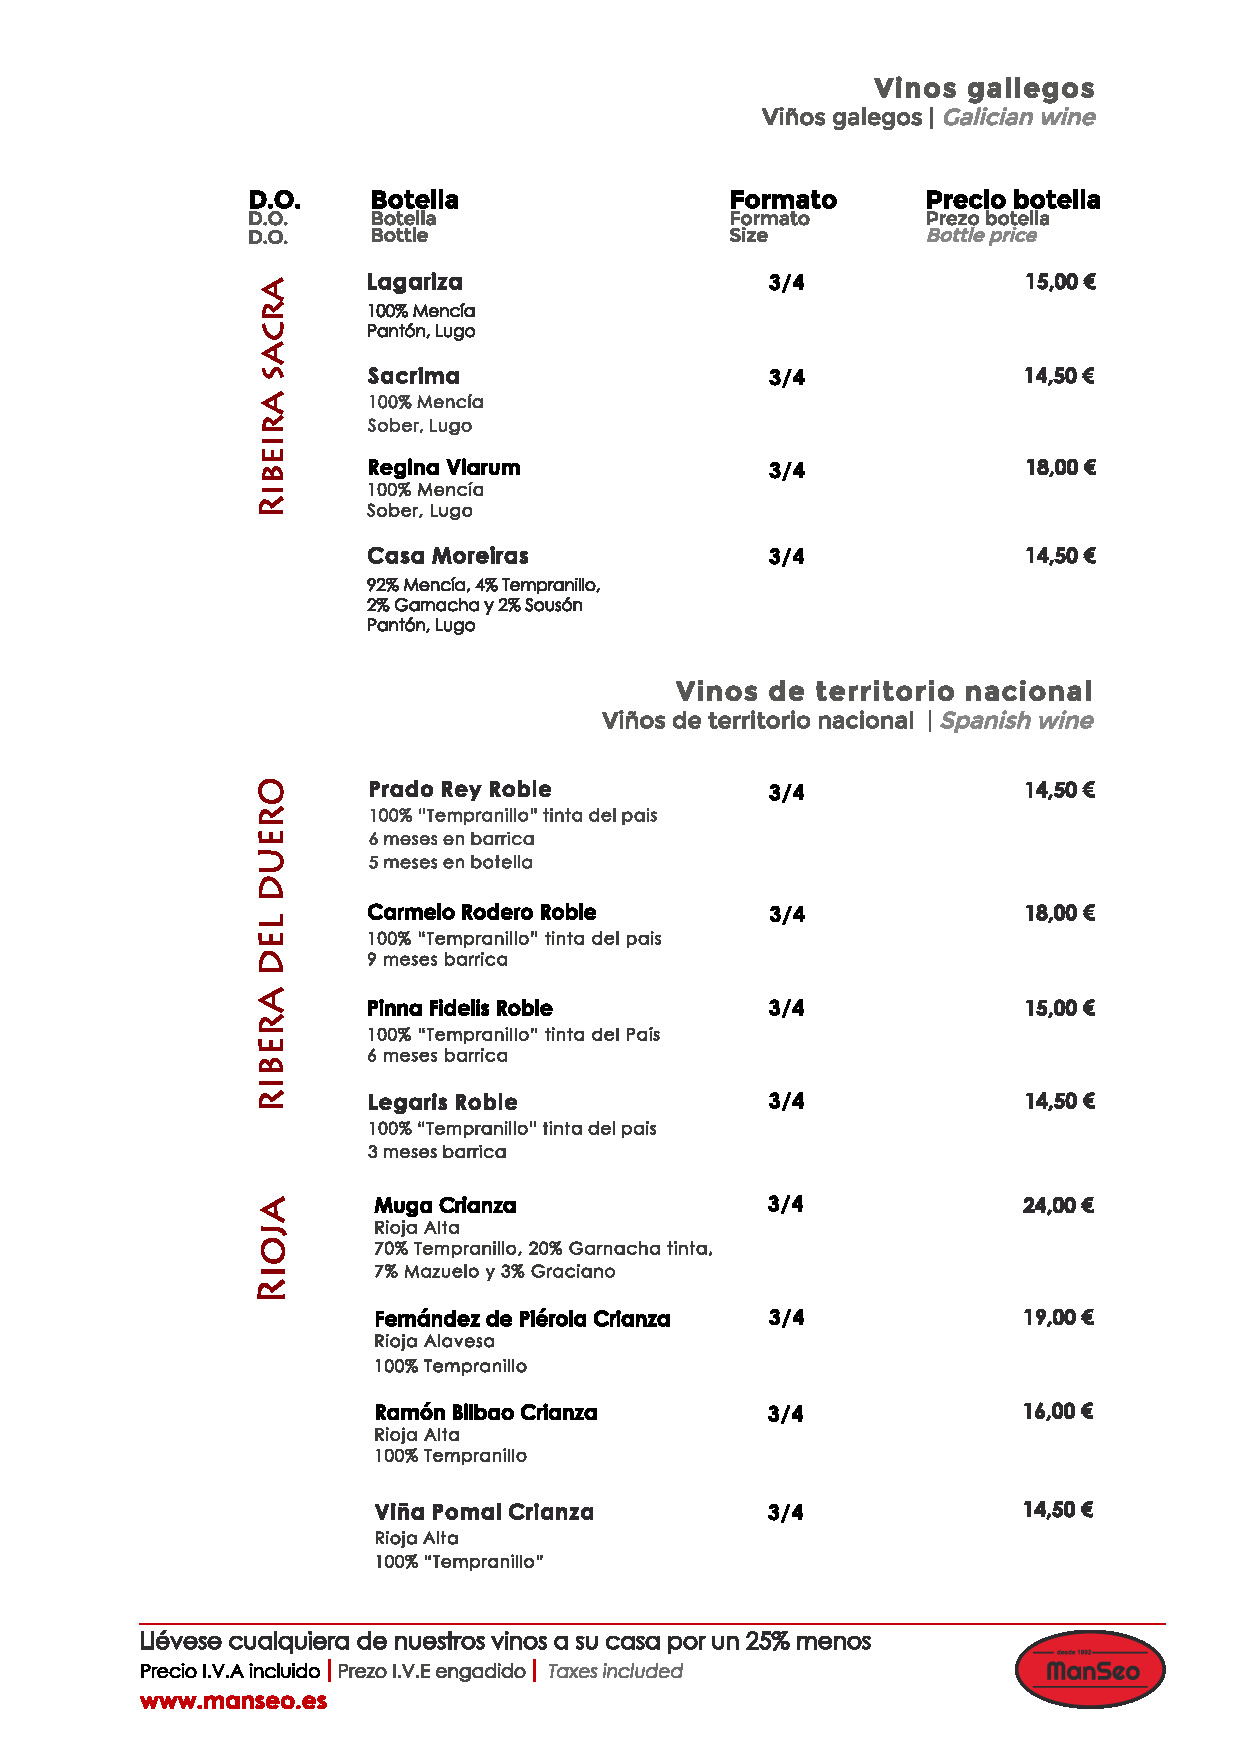 Vinos gallegos
Viños galegos | Galician wine
D.O. Botella Formato Precio botella
D.O. Botella Formato Prezo botella
D.O. Bottle Size Bottle price
RIBEIRA SACRA
Lagariza 3/4 15,00 €
100% Mencía
Pantón, Lugo
Sacrima 3/4 14,50 €
100% Mencía
Sober, Lugo
Regina Viarum 3/4 18,00 €
100% Mencía
Sober, Lugo
Casa Moreiras 3/4 14,50 €
92% Mencía, 4% Tempranillo,
2% Garnacha y 2% Sousón
Pantón, Lugo
Vinos de territorio nacional
Viños de territorio nacional | Spanish wine
RIBERA DEL DUERO
Prado Rey Roble 3/4 14,50 €
100% "Tempranillo" tinta del pais
6 meses en barrica
5 meses en botella
Carmelo Rodero Roble 3/4 18,00 €
100% "Tempranillo" tinta del pais
9 meses barrica
Pinna Fidelis Roble 3/4 15,00 €
100% "Tempranillo" tinta del País
6 meses barrica
Legaris Roble 3/4 14,50 €
100% "Tempranillo" tinta del pais
3 meses barrica
RIOJA
Muga Crianza 3/4 24,00 €
Rioja Alta
70% Tempranillo, 20% Garnacha tinta,
7% Mazuelo y 3% Graciano
Fernández de Piérola Crianza 3/4 19,00 €
Rioja Alavesa
100% Tempranillo
Ramón Bilbao Crianza 3/4 16,00 €
Rioja Alta
100% Tempranillo
Viña Pomal Crianza 3/4 14,50 €
Rioja Alta
100% "Tempranillo"
Llévese cualquiera de nuestros vinos a su casa por un 25% menos
Precio I.V.A incluido | Prezo I.V.E engadido | Taxes included
www.manseo.es
desde 1992
ManSeo